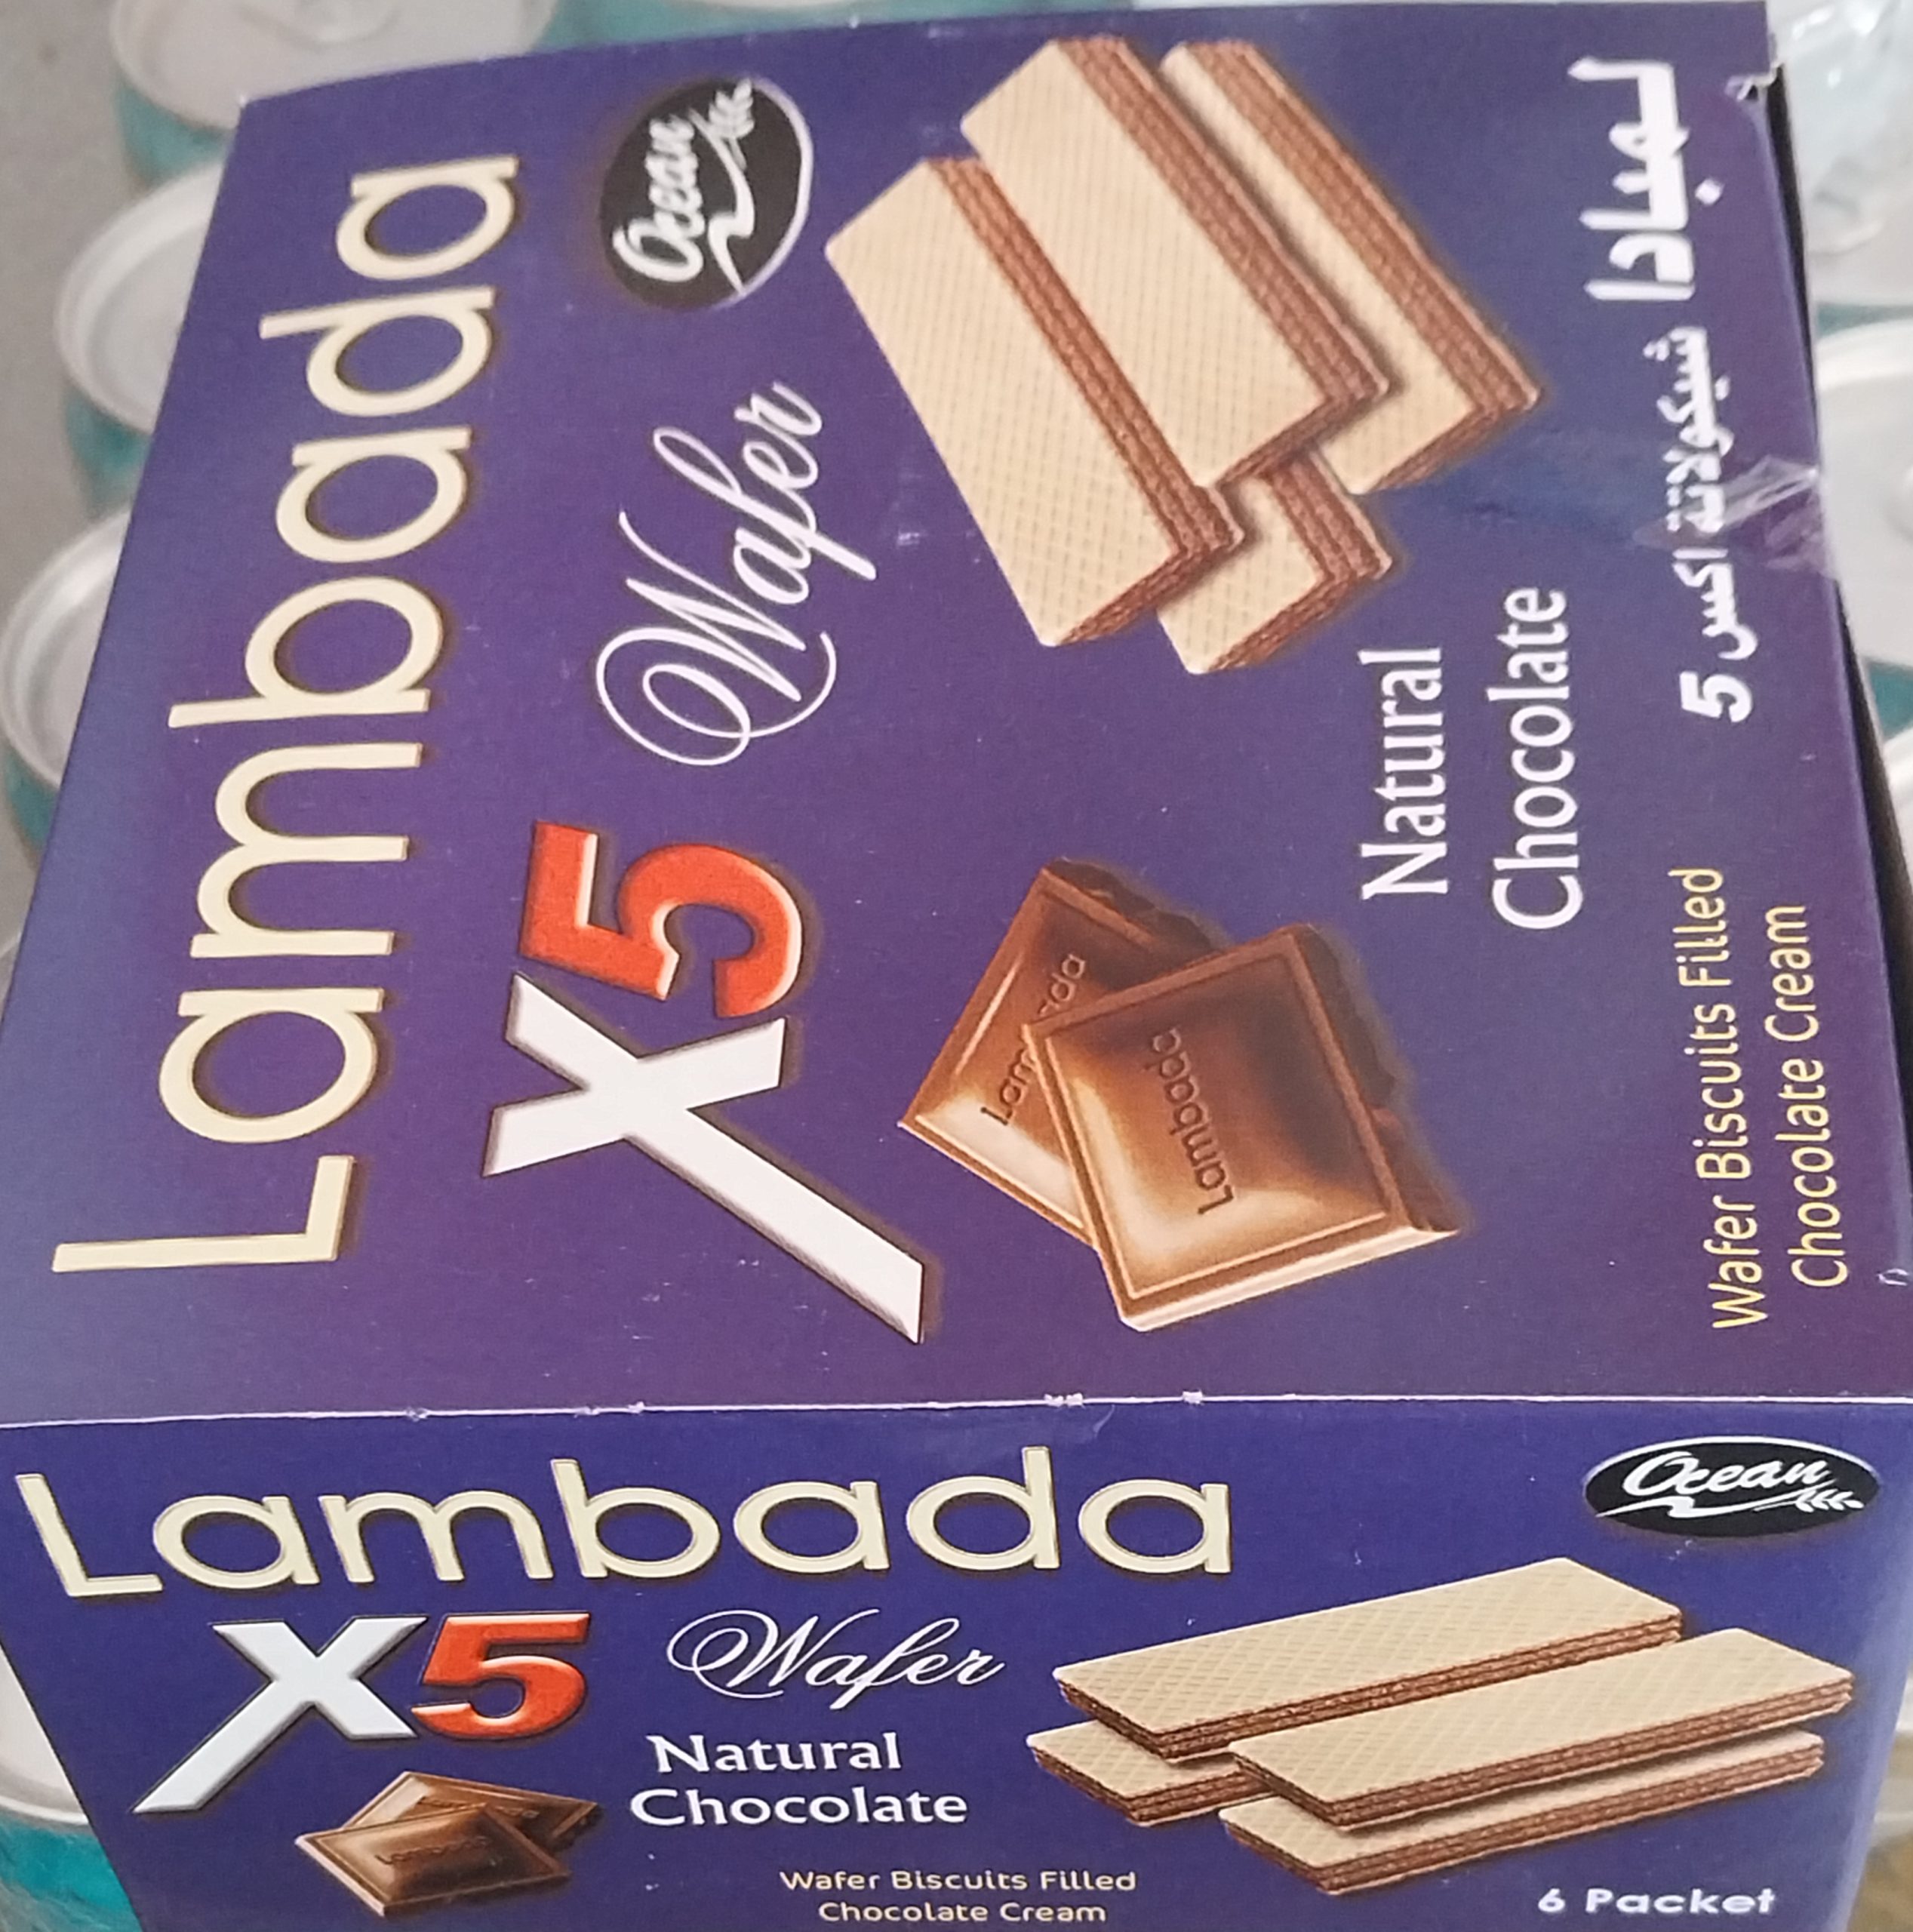 Lambada
Ocean
X5 Wafer
Lambada
Lambada
Natural
Chocolate
لمبادا شيكولاتة اكس 5
Wafer Biscuits Filled
Chocolate Cream
Lambada
Ocean
X5 Wafer
Natural
Chocolate
Wafer Biscuits Filled
Chocolate Cream
6 Packet